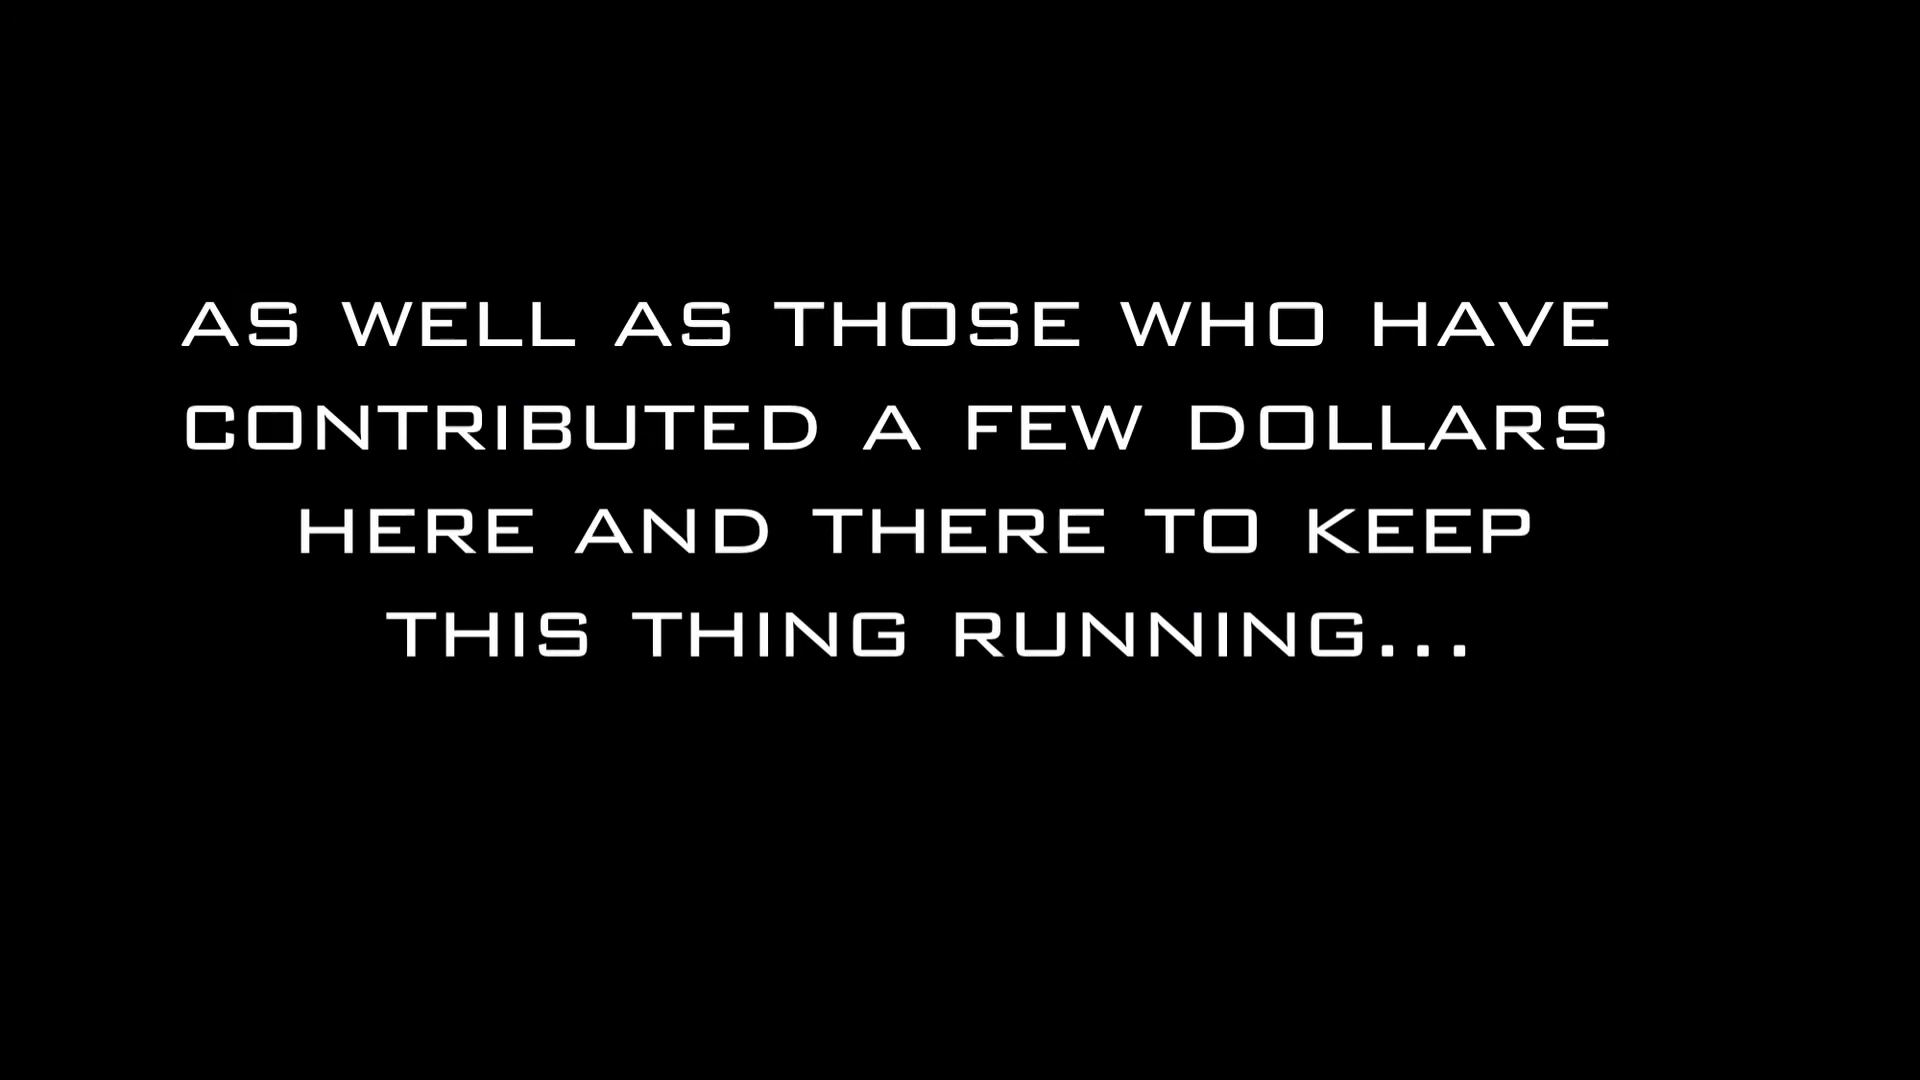 AS WELL AS THOSE WHO HAVE
CONTRIBUTED A FEW DOLLARS
HERE AND THERE TO KEEP
THIS THING RUNNING...